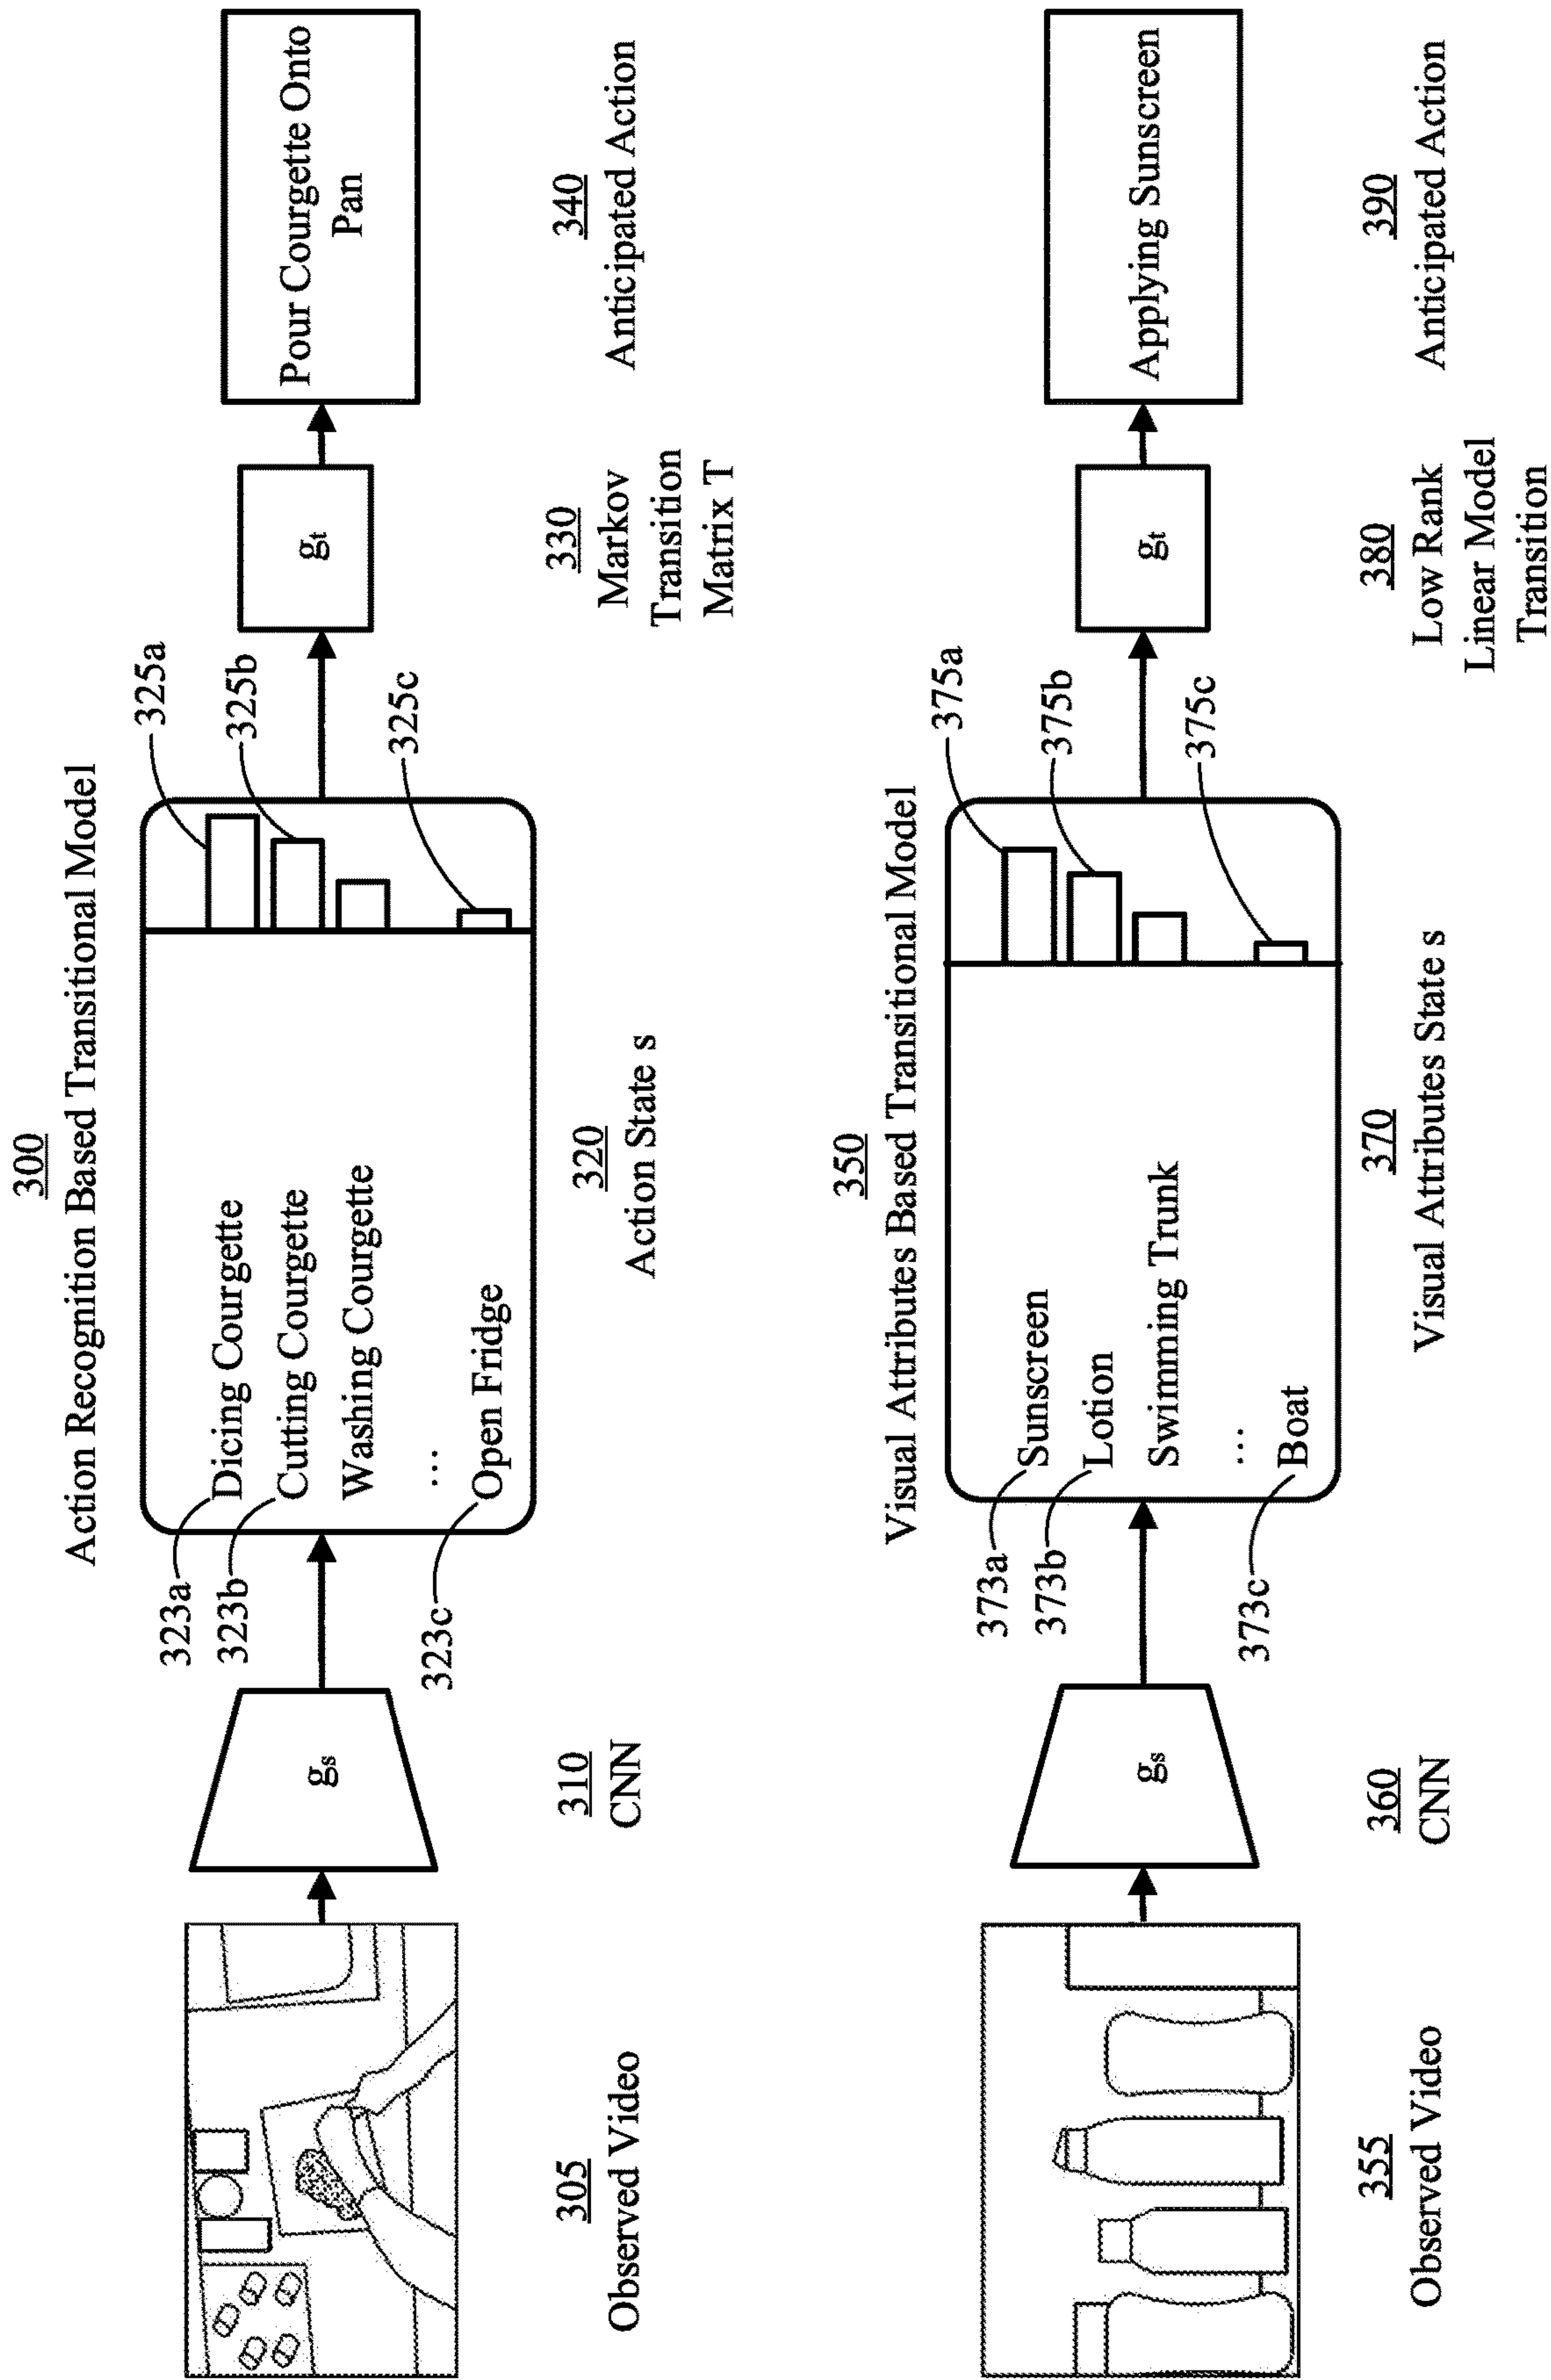 300
Action Recognition Based Transitional Model
323a
Dicing Courgette
325a
323b
Cutting Courgette
325b
Washing Courgette
...
323c
Open Fridge
325c
gs
gt
Pour Courgette Onto
Pan
305
Observed Video
310
CNN
320
Action State s
330
Markov
Transition
Matrix T
340
Anticipated Action
350
Visual Attributes Based Transitional Model
373a
Sunscreen
375a
373b
Lotion
375b
Swimming Trunk
...
373c
Boat
375c
gs
gt
Applying Sunscreen
355
Observed Video
360
CNN
370
Visual Attributes State s
380
Low Rank
Linear Model
Transition
390
Anticipated Action